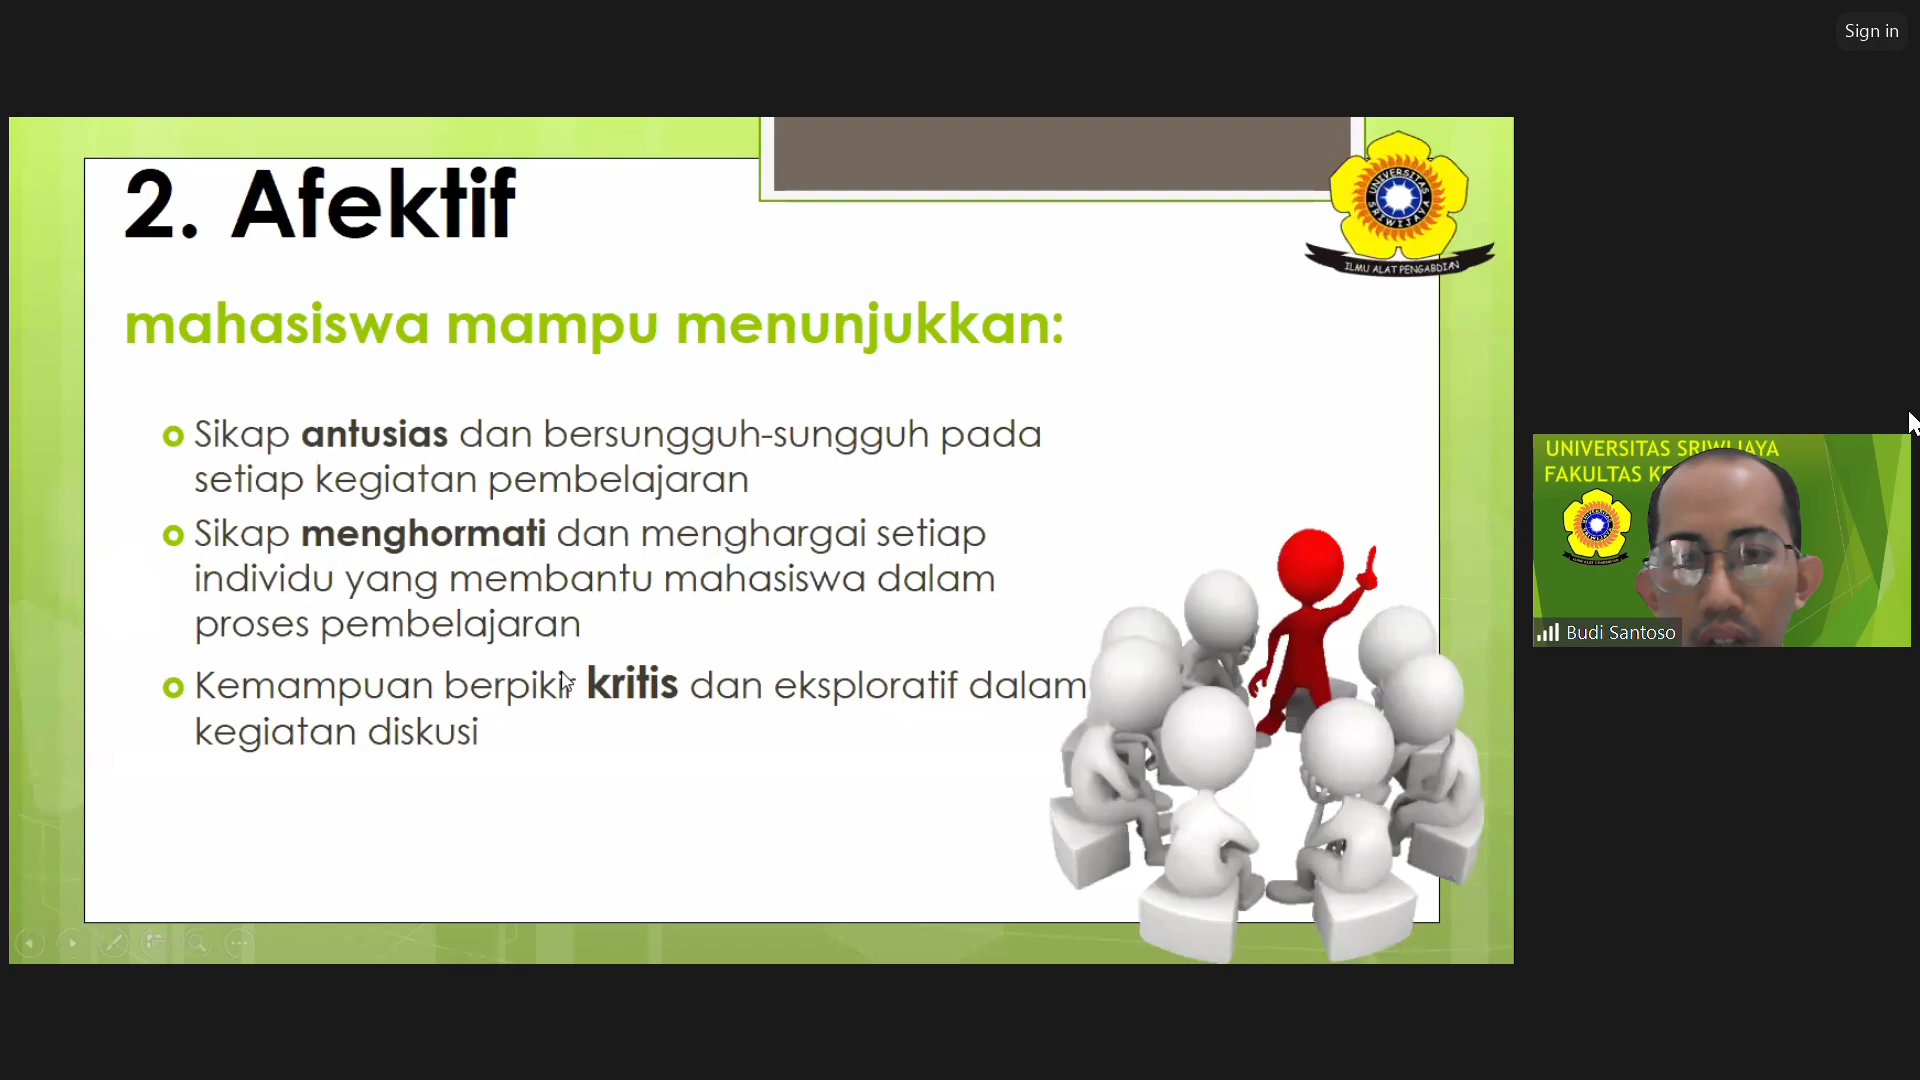 Sign in
2. Afektif
UNIVERSITAS SRIWIJAYA
ILMU ALAT PENGABDIAN
mahasiswa mampu menunjukkan:
Sikap antusias dan bersungguh-sungguh pada
setiap kegiatan pembelajaran
Sikap menghormati dan menghargai setiap
individu yang membantu mahasiswa dalam
proses pembelajaran
Kemampuan berpikir kritis dan eksploratif dalam
kegiatan diskusi
UNIVERSITAS SRIWIJAYA
FAKULTAS
Budi Santoso